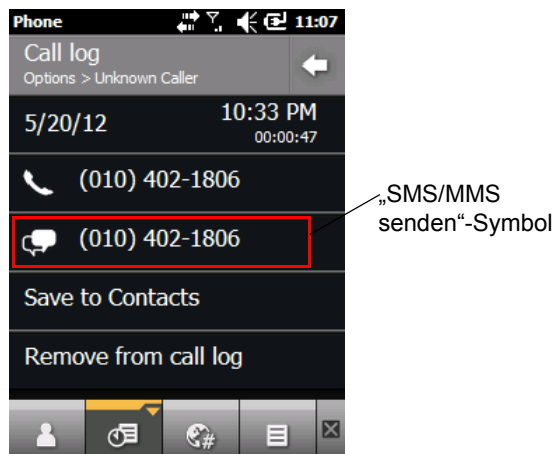 Phone 11:07
Call log
Options > Unknown Caller
5/20/12 10:33 PM
00:00:47
(010) 402-1806
(010) 402-1806
Save to Contacts
Remove from call log
#
„SMS/MMS
senden“-Symbol